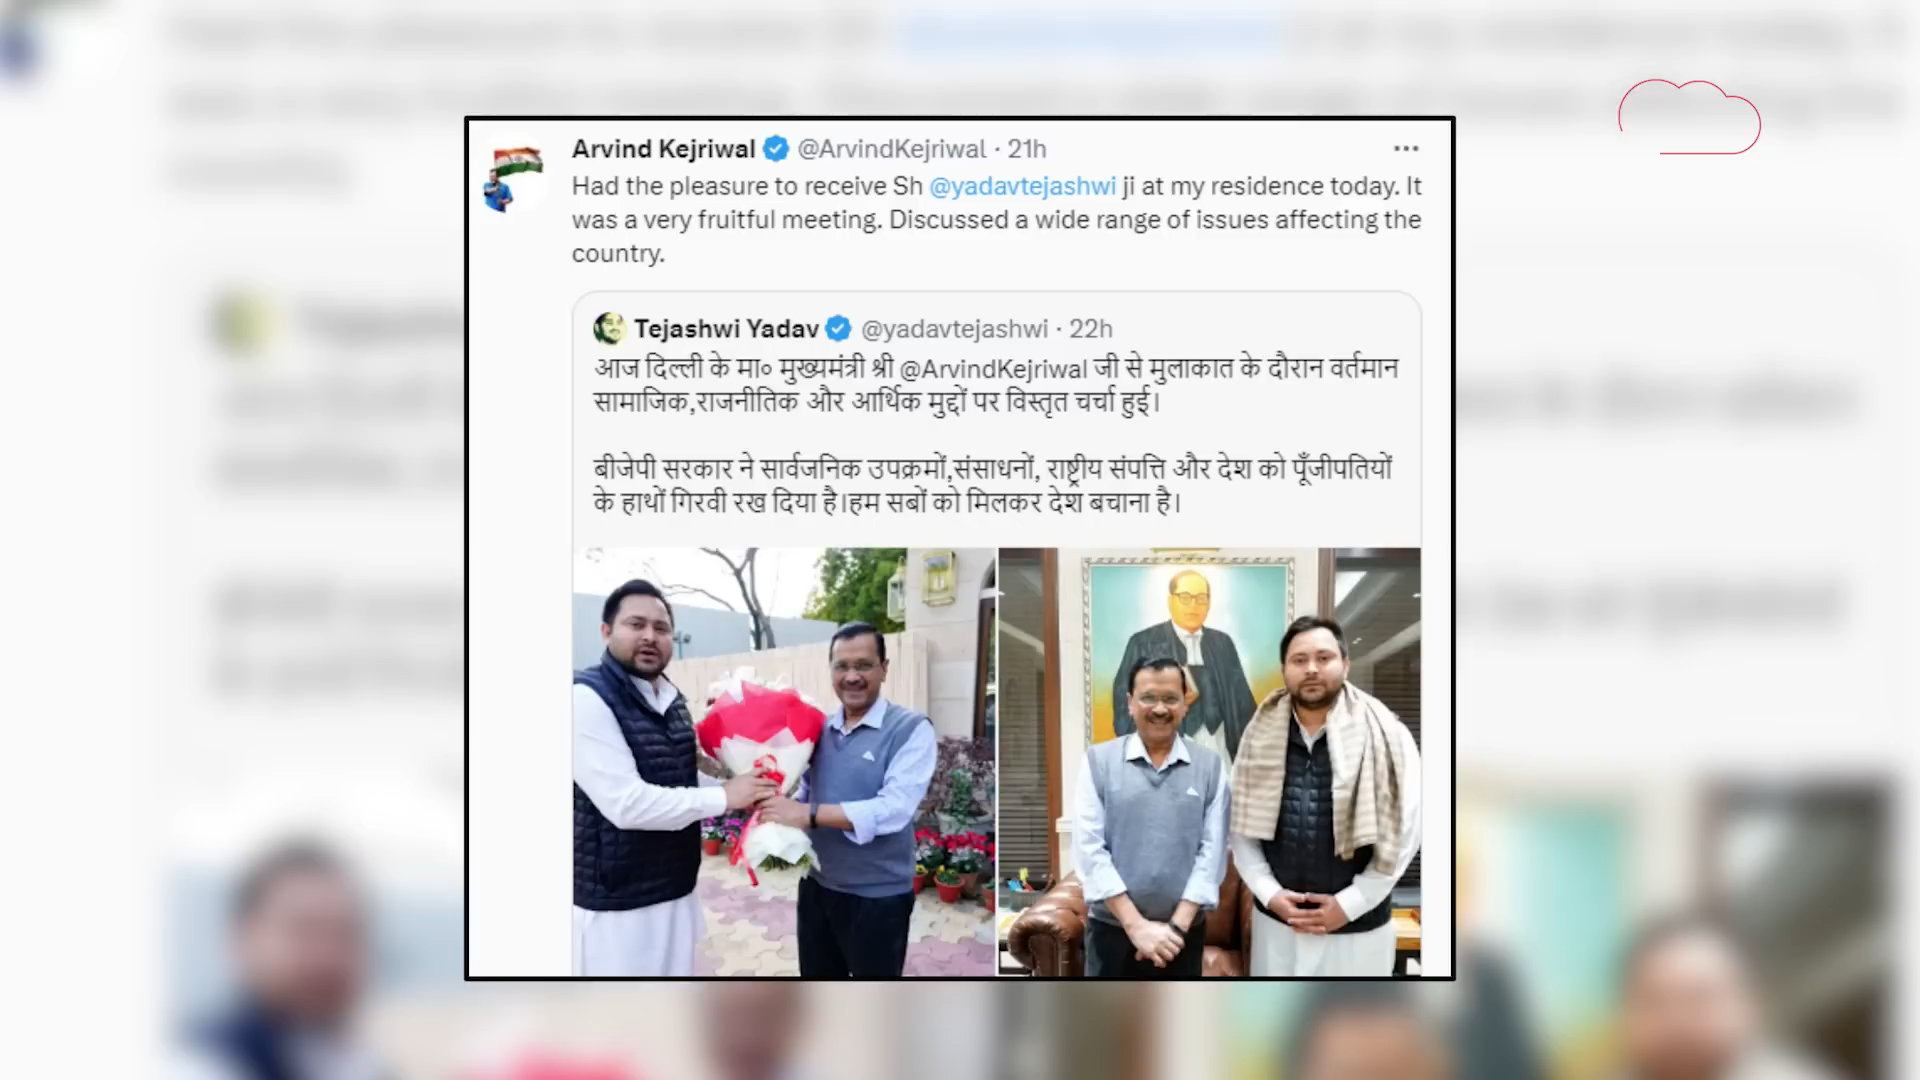 Arvind Kejriwal @ArvindKejriwal · 21h
Had the pleasure to receive Sh @yadavtejashwi ji at my residence today. It
was a very fruitful meeting. Discussed a wide range of issues affecting the
country.
Tejashwi Yadav @yadavtejashwi · 22h
आज दिल्ली के मा० मुख्यमंत्री श्री @ArvindKejriwal जी से मुलाकात के दौरान वर्तमान
सामाजिक,राजनीतिक और आर्थिक मुद्दों पर विस्तृत चर्चा हुई।
बीजेपी सरकार ने सार्वजनिक उपक्रमों,संसाधनों, राष्ट्रीय संपत्ति और देश को पूँजीपतियों
के हाथों गिरवी रख दिया है।हम सबों को मिलकर देश बचाना है।